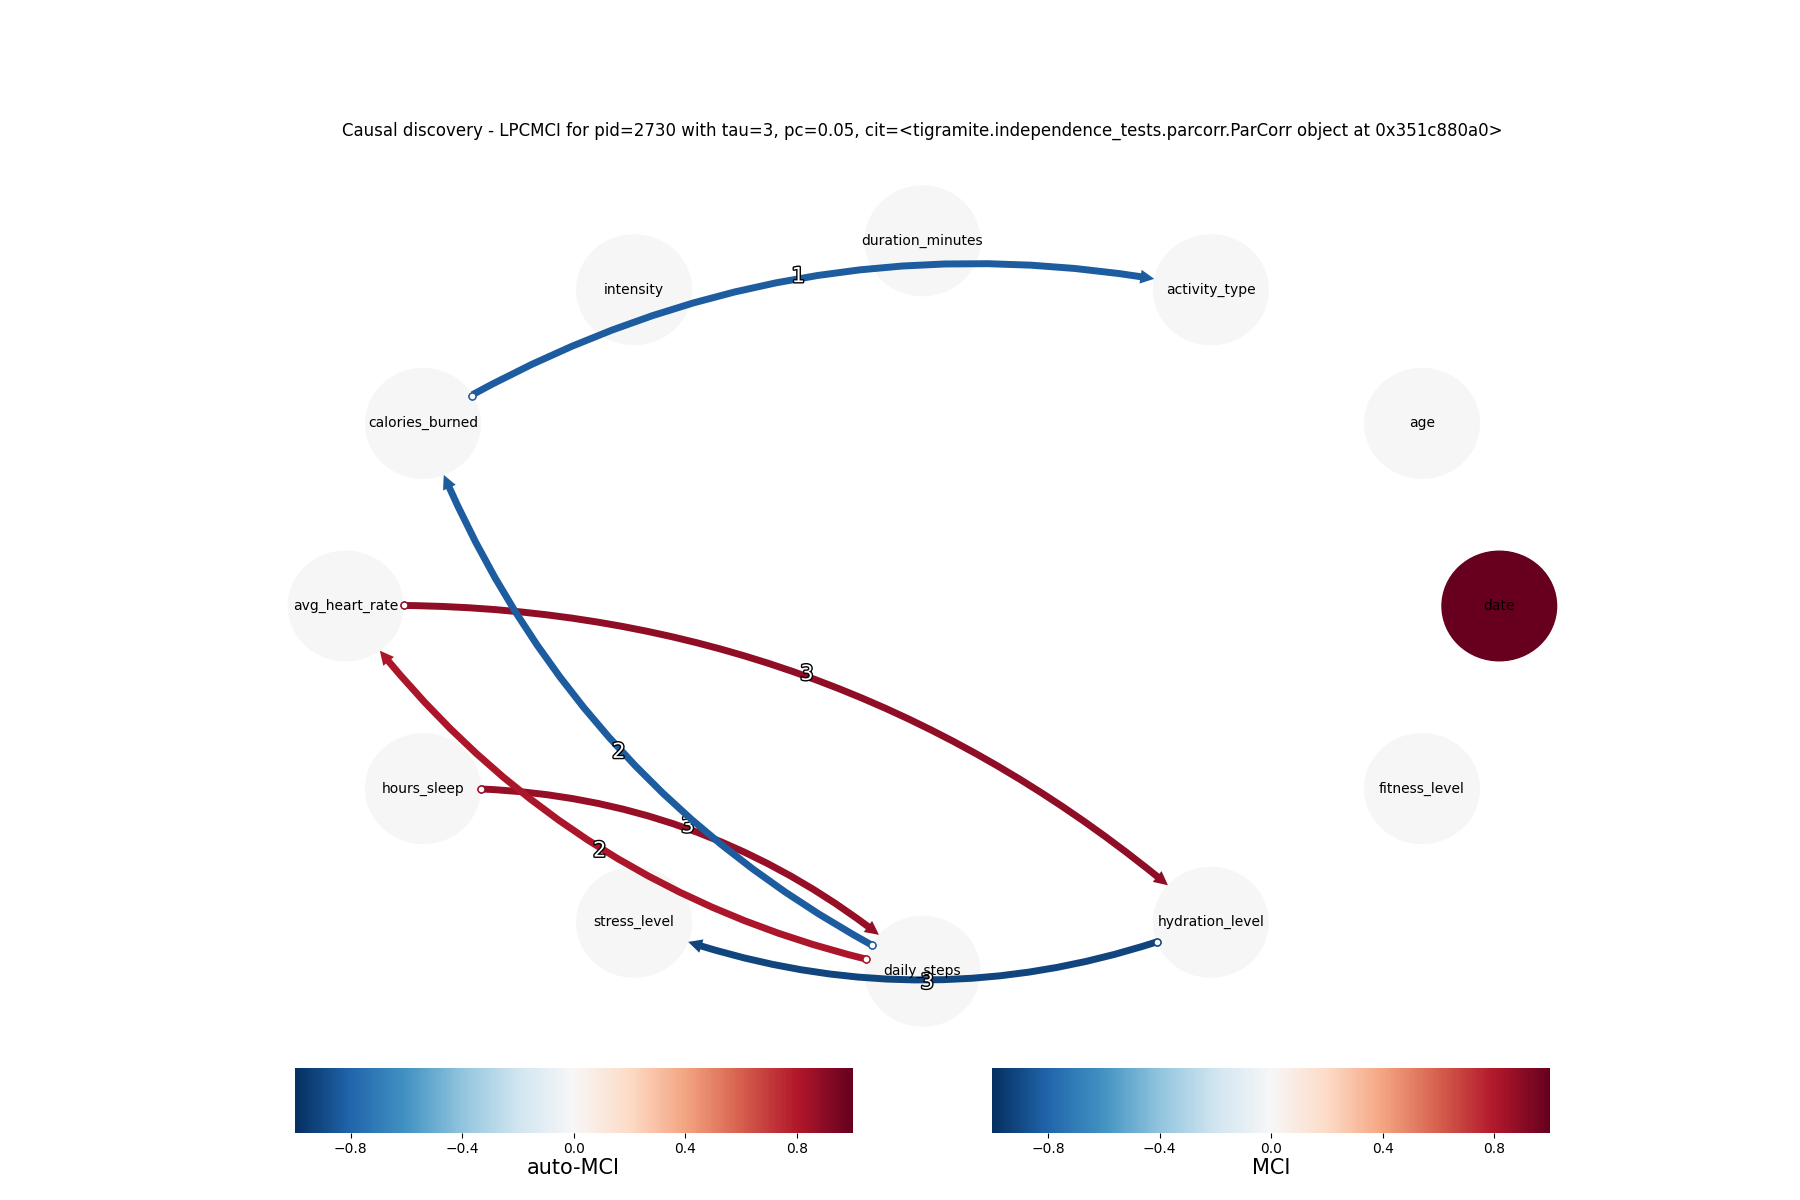 Causal discovery - LPCMCI for pid=2730 with tau=3, pc=0.05, cit=<tigramite.independence_tests.parcorr.ParCorr object at 0x351c880a0>
duration_minutes
intensity
activity_type
1
calories_burned
age
avg_heart_rate
date
3
2
hours_sleep
fitness_level
3
2
stress_level
hydration_level
daily_steps
3
−0.8 −0.4 0.0 0.4 0.8
auto-MCI
−0.8 −0.4 0.0 0.4 0.8
MCI